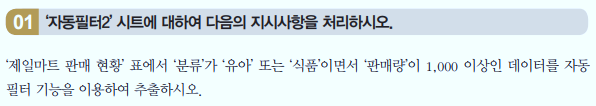 01 ‘자동필터2’ 시트에 대하여 다음의 지시사항을 처리하시오.
‘제일마트 판매 현황’ 표에서 ‘분류’가 ‘유아’ 또는 ‘식품’이면서 ‘판매량’이 1,000 이상인 데이터를 자동
필터 기능을 이용하여 추출하시오.